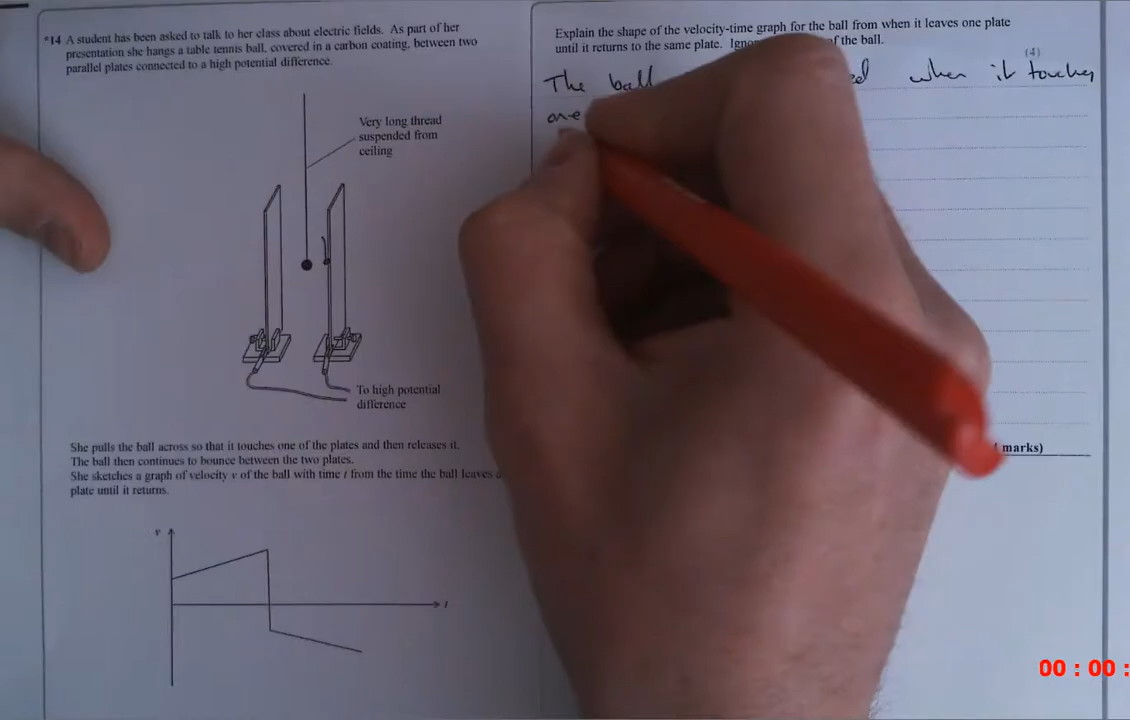 *14 A student has been asked to talk to her class about electric fields. As part of her
presentation she hangs a table tennis ball, covered in a carbon coating, between two
parallel plates connected to a high potential difference.
Very long thread
suspended from
ceiling
To high potential
difference
She pulls the ball across so that it touches one of the plates and then releases it.
The ball then continues to bounce between the two plates.
She sketches a graph of velocity v of the ball with time t from the time the ball leaves
plate until it returns.
v
t
Explain the shape of the velocity-time graph for the ball from when it leaves one plate
until it returns to the same plate. of the ball.
(4)
The ball when it touches
one
marks)
00 : 00 :